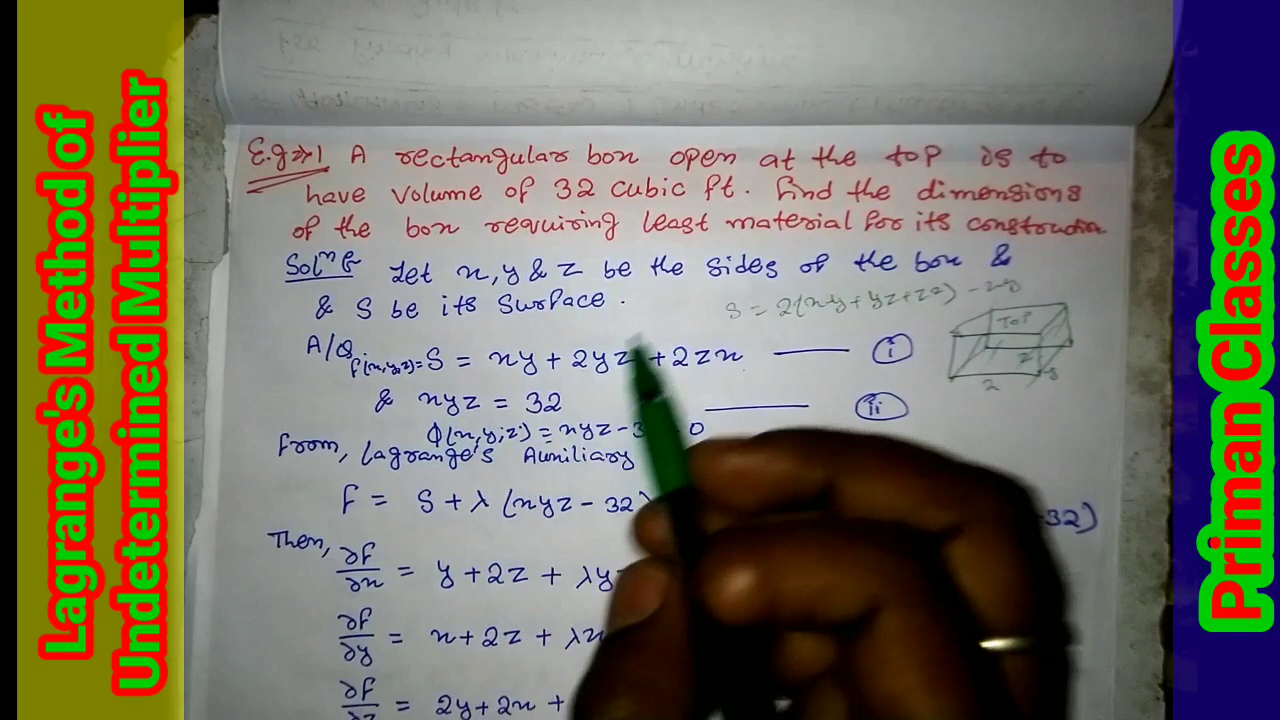 Lagrange's Method of
Undetermined Multiplier
E.g⇒1 A rectangular box open at the top is to
have volume of 32 cubic ft. Find the dimensions
of the box requiring least material for its construction.
Solⁿ Let x, y & z be the sides of the box &
& S be its surface.
S = 2(xy + yz + zx) - xy
TOP
A/Q
f(x,y,z) = S = xy + 2yz + 2zx —— (i)
& xyz = 32 —— (ii)
φ(x,y,z) = xyz - 3 0
From, Lagrange's Auxiliary
F = S + λ (xyz - 32)
32)
Then, ∂F/∂x = y + 2z + λy
∂F/∂y = x + 2z + λx
∂F/∂z = 2y + 2x +
Priman Classes